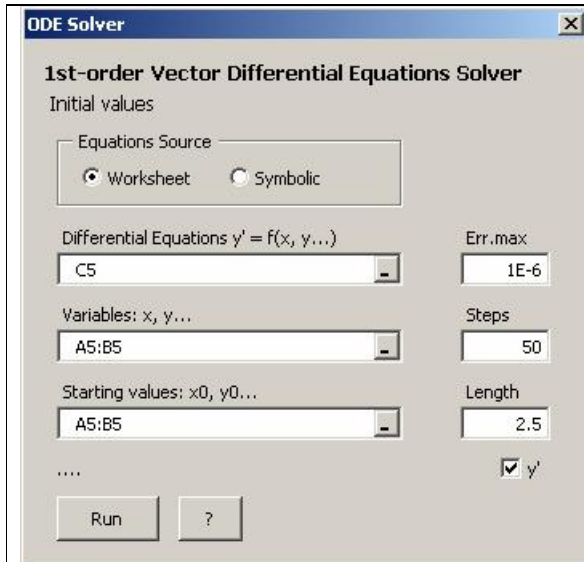 ODE Solver
1st-order Vector Differential Equations Solver
Initial values
Equations Source
Worksheet Symbolic
Differential Equations y' = f(x, y...) Err.max
C5 1E-6
Variables: x, y... Steps
A5:B5 50
Starting values: x0, y0... Length
A5:B5 2.5
.... y'
Run ?